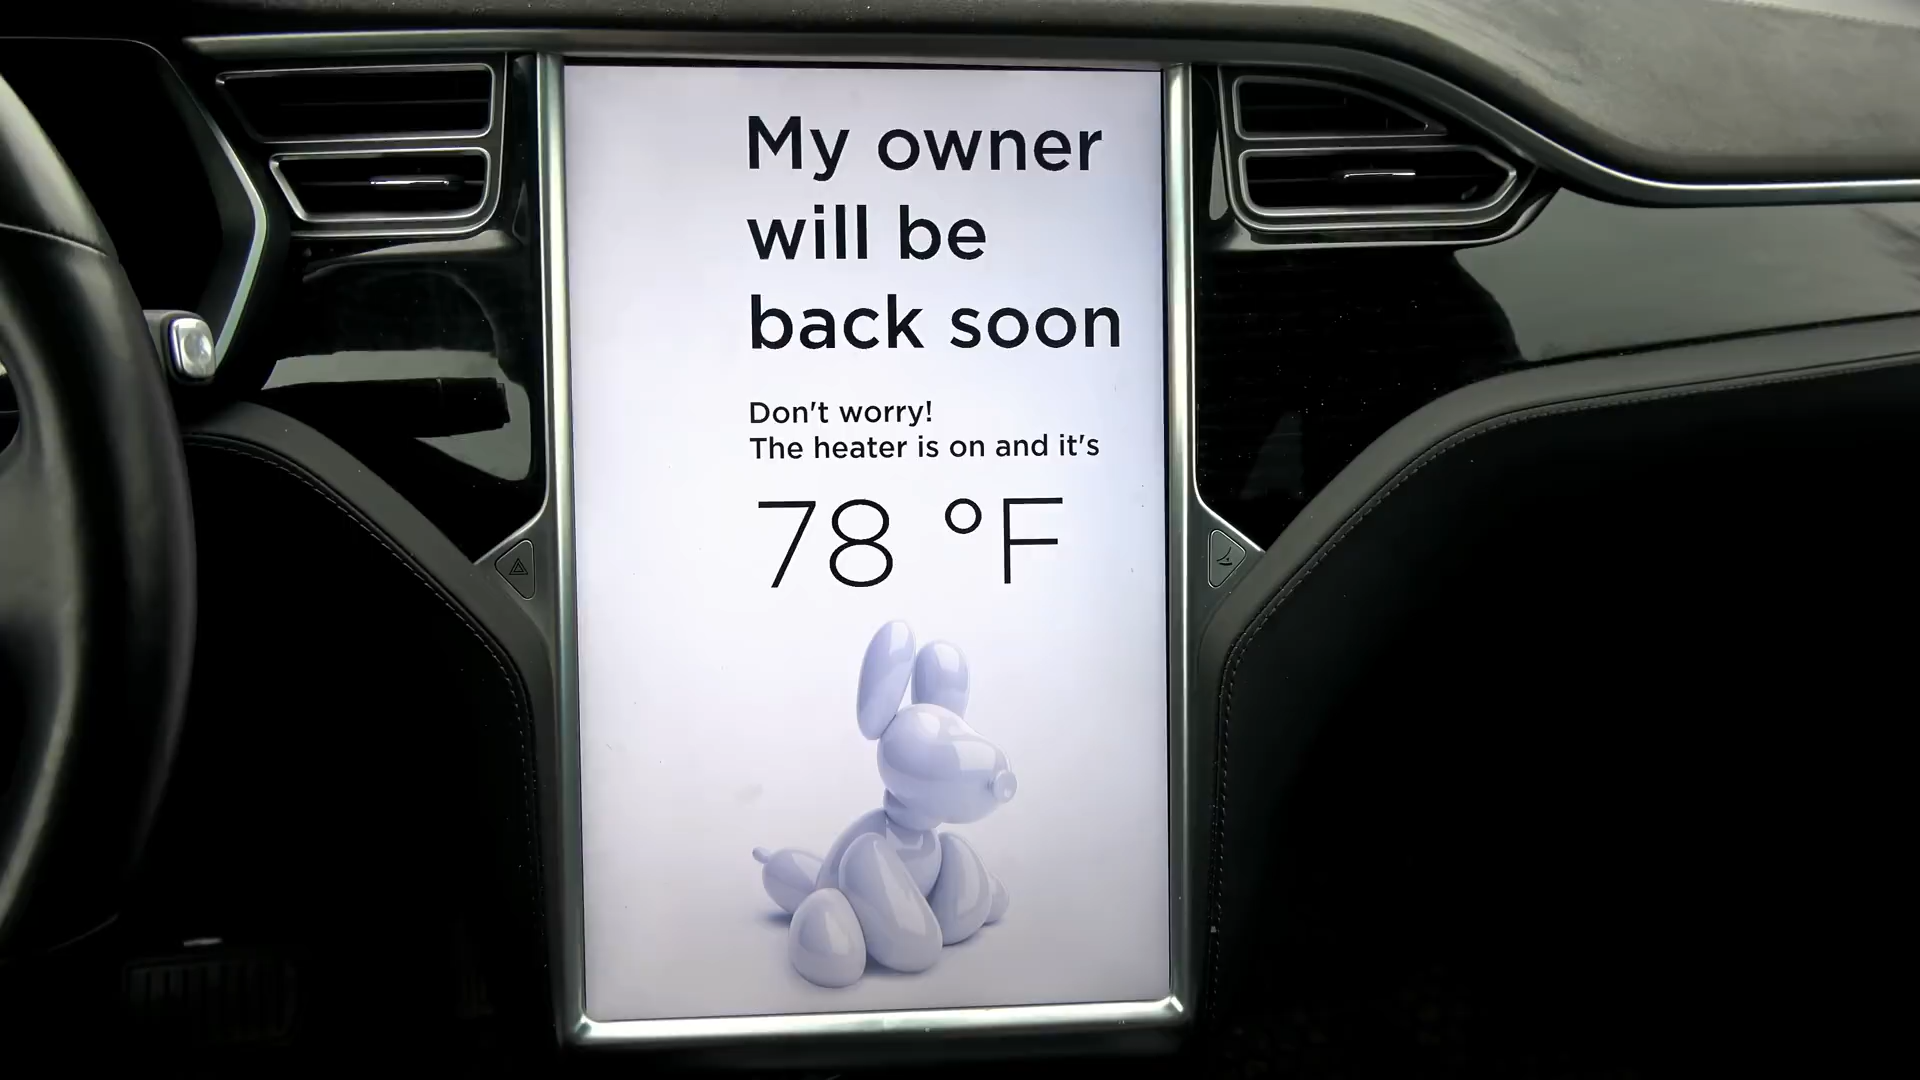 My owner
will be
back soon
Don't worry!
The heater is on and it's
78 °F